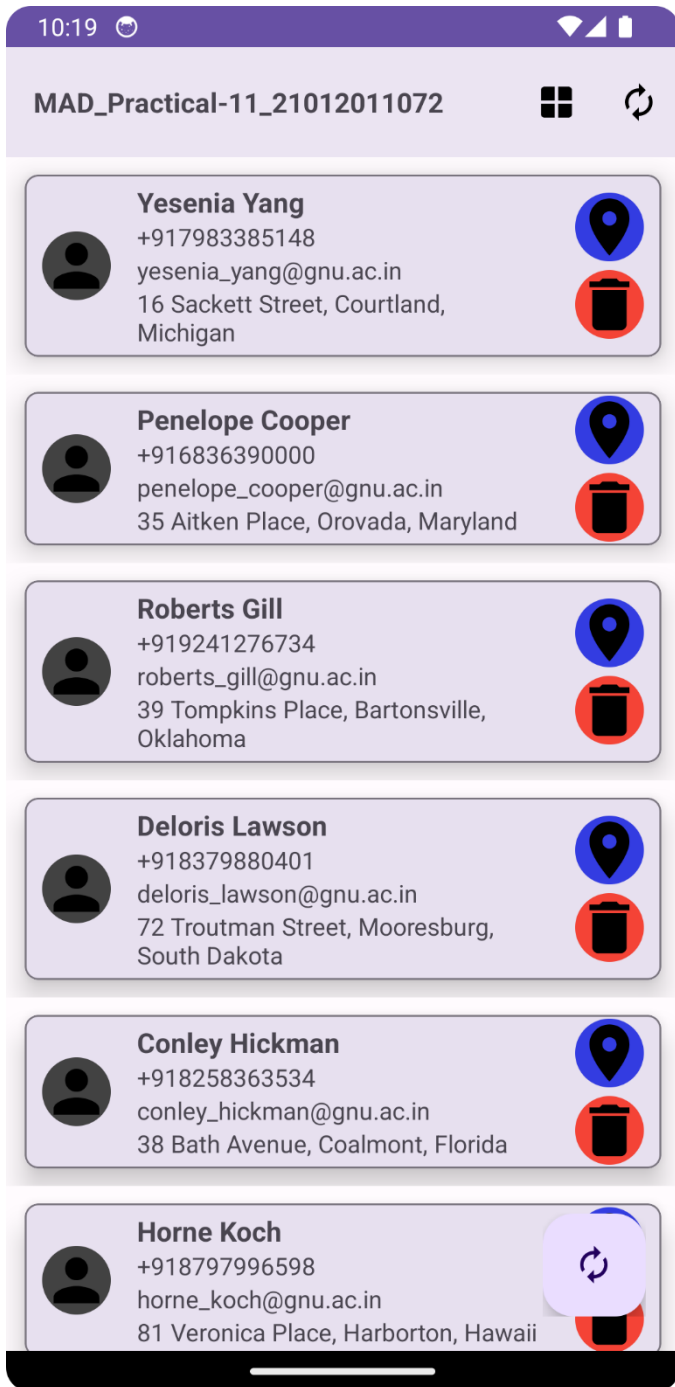 10:19
MAD_Practical-11_21012011072
Yesenia Yang
+917983385148
yesenia_yang@gnu.ac.in
16 Sackett Street, Courtland,
Michigan
Penelope Cooper
+916836390000
penelope_cooper@gnu.ac.in
35 Aitken Place, Orovada, Maryland
Roberts Gill
+919241276734
roberts_gill@gnu.ac.in
39 Tompkins Place, Bartonsville,
Oklahoma
Deloris Lawson
+918379880401
deloris_lawson@gnu.ac.in
72 Troutman Street, Mooresburg,
South Dakota
Conley Hickman
+918258363534
conley_hickman@gnu.ac.in
38 Bath Avenue, Coalmont, Florida
Horne Koch
+918797996598
horne_koch@gnu.ac.in
81 Veronica Place, Harborton, Hawaii